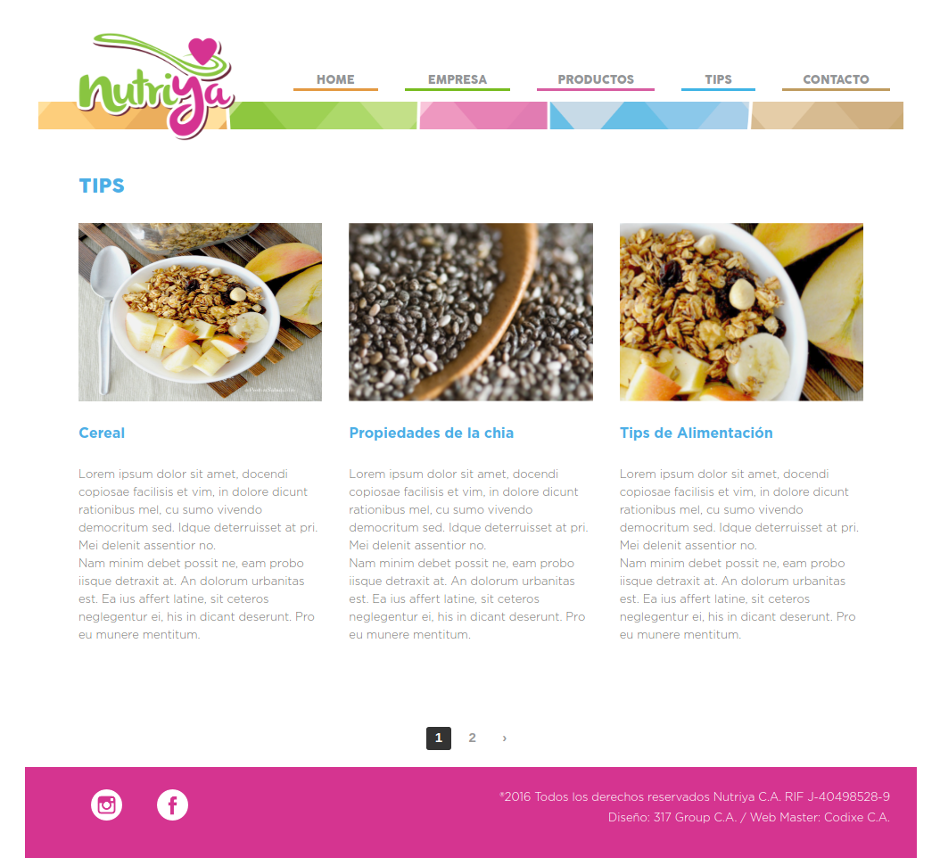 nutriya
HOME EMPRESA PRODUCTOS TIPS CONTACTO
TIPS
Cereal
Lorem ipsum dolor sit amet, docendi
copiosae facilisis et vim, in dolore dicunt
rationibus mel, cu sumo vivendo
democritum sed. Idque deterruisset at pri.
Mei delenit assentior no.
Nam minim debet possit ne, eam probo
iisque detraxit at. An dolorum urbanitas
est. Ea ius affert latine, sit ceteros
neglegentur ei, his in dicant deserunt. Pro
eu munere mentitum.
Propiedades de la chia
Lorem ipsum dolor sit amet, docendi
copiosae facilisis et vim, in dolore dicunt
rationibus mel, cu sumo vivendo
democritum sed. Idque deterruisset at pri.
Mei delenit assentior no.
Nam minim debet possit ne, eam probo
iisque detraxit at. An dolorum urbanitas
est. Ea ius affert latine, sit ceteros
neglegentur ei, his in dicant deserunt. Pro
eu munere mentitum.
Tips de Alimentación
Lorem ipsum dolor sit amet, docendi
copiosae facilisis et vim, in dolore dicunt
rationibus mel, cu sumo vivendo
democritum sed. Idque deterruisset at pri.
Mei delenit assentior no.
Nam minim debet possit ne, eam probo
iisque detraxit at. An dolorum urbanitas
est. Ea ius affert latine, sit ceteros
neglegentur ei, his in dicant deserunt. Pro
eu munere mentitum.
1 2 ›
®2016 Todos los derechos reservados Nutriya C.A. RIF J-40498528-9
Diseño: 317 Group C.A. / Web Master: Codixe C.A.